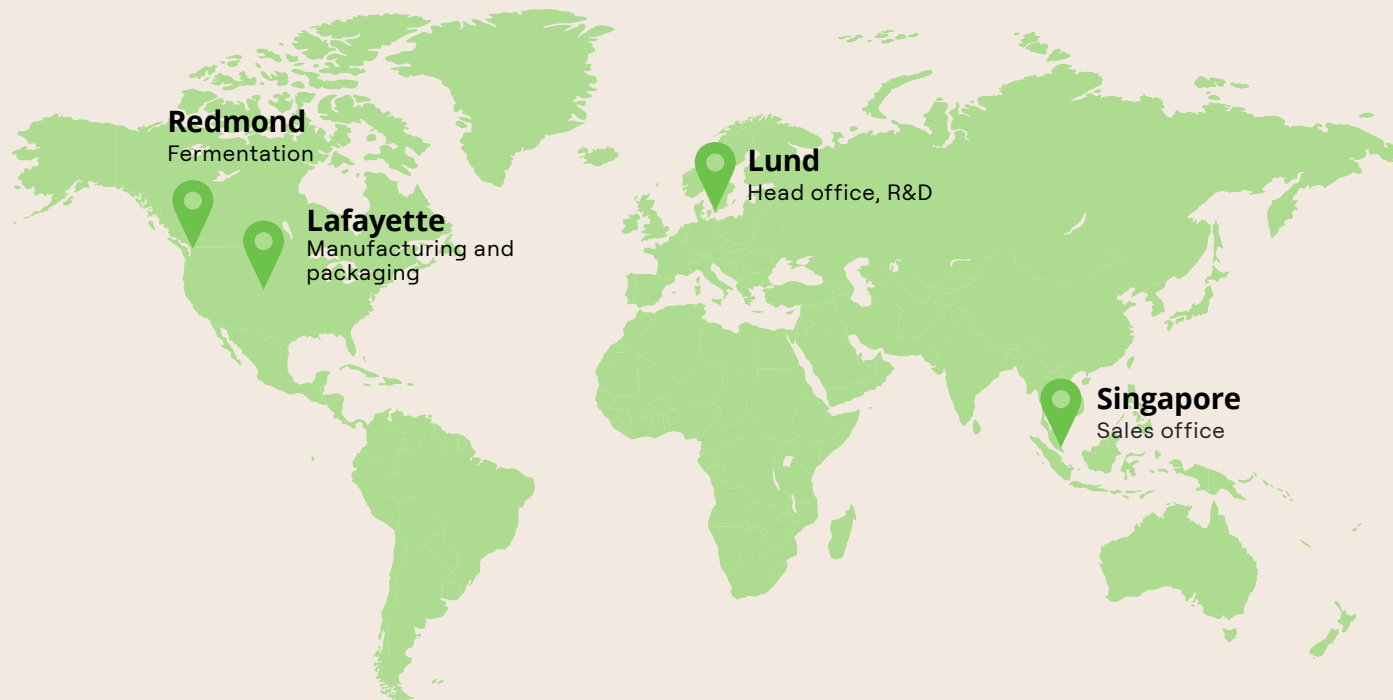 Redmond
Fermentation
Lafayette
Manufacturing and
packaging
Lund
Head office, R&D
Singapore
Sales office